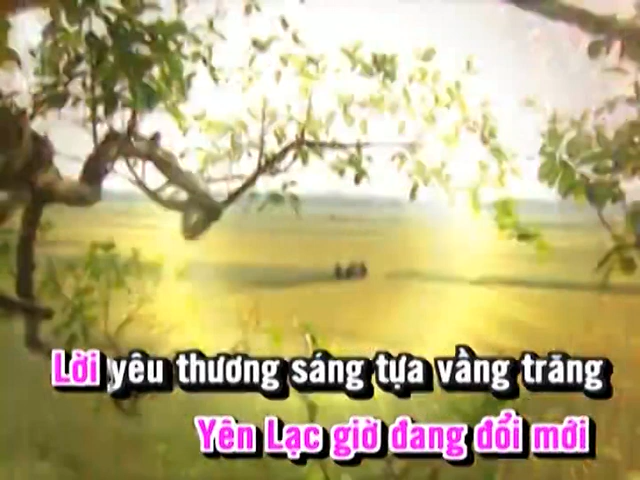 Lời yêu thương sáng tựa vầng trăng
Yên Lạc giờ đang đổi mới